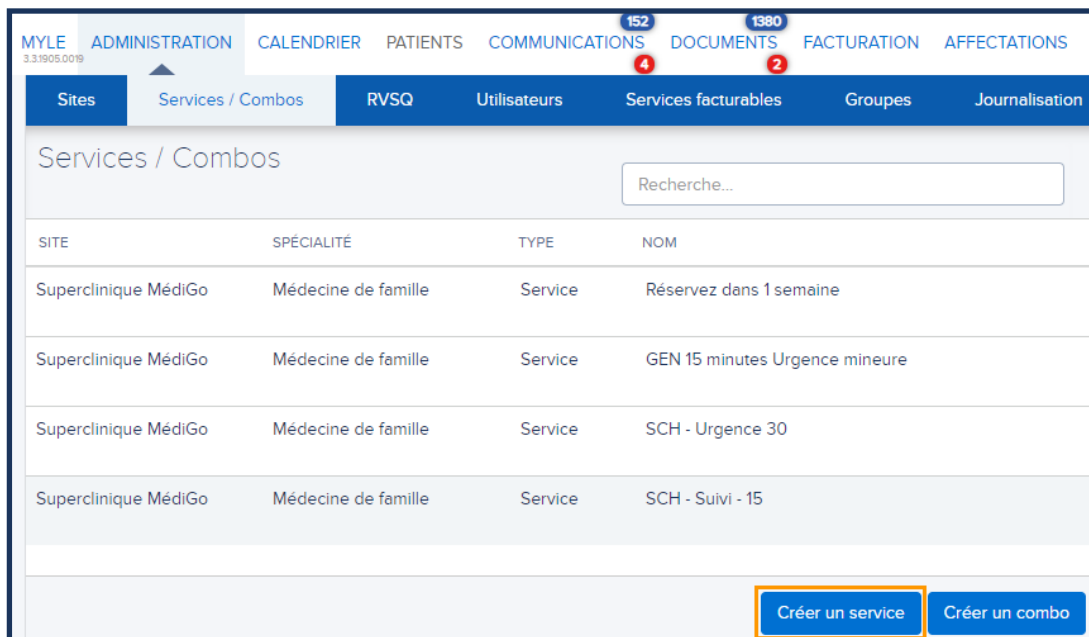 152 1380
MYLE ADMINISTRATION CALENDRIER PATIENTS COMMUNICATIONS DOCUMENTS FACTURATION AFFECTATIONS
3.3.1905.0019
4 2
Sites Services / Combos RVSQ Utilisateurs Services facturables Groupes Journalisation
Services / Combos
Recherche...
SITE SPÉCIALITÉ TYPE NOM
Superclinique MédiGo Médecine de famille Service Réservez dans 1 semaine
Superclinique MédiGo Médecine de famille Service GEN 15 minutes Urgence mineure
Superclinique MédiGo Médecine de famille Service SCH - Urgence 30
Superclinique MédiGo Médecine de famille Service SCH - Suivi - 15
Créer un service Créer un combo